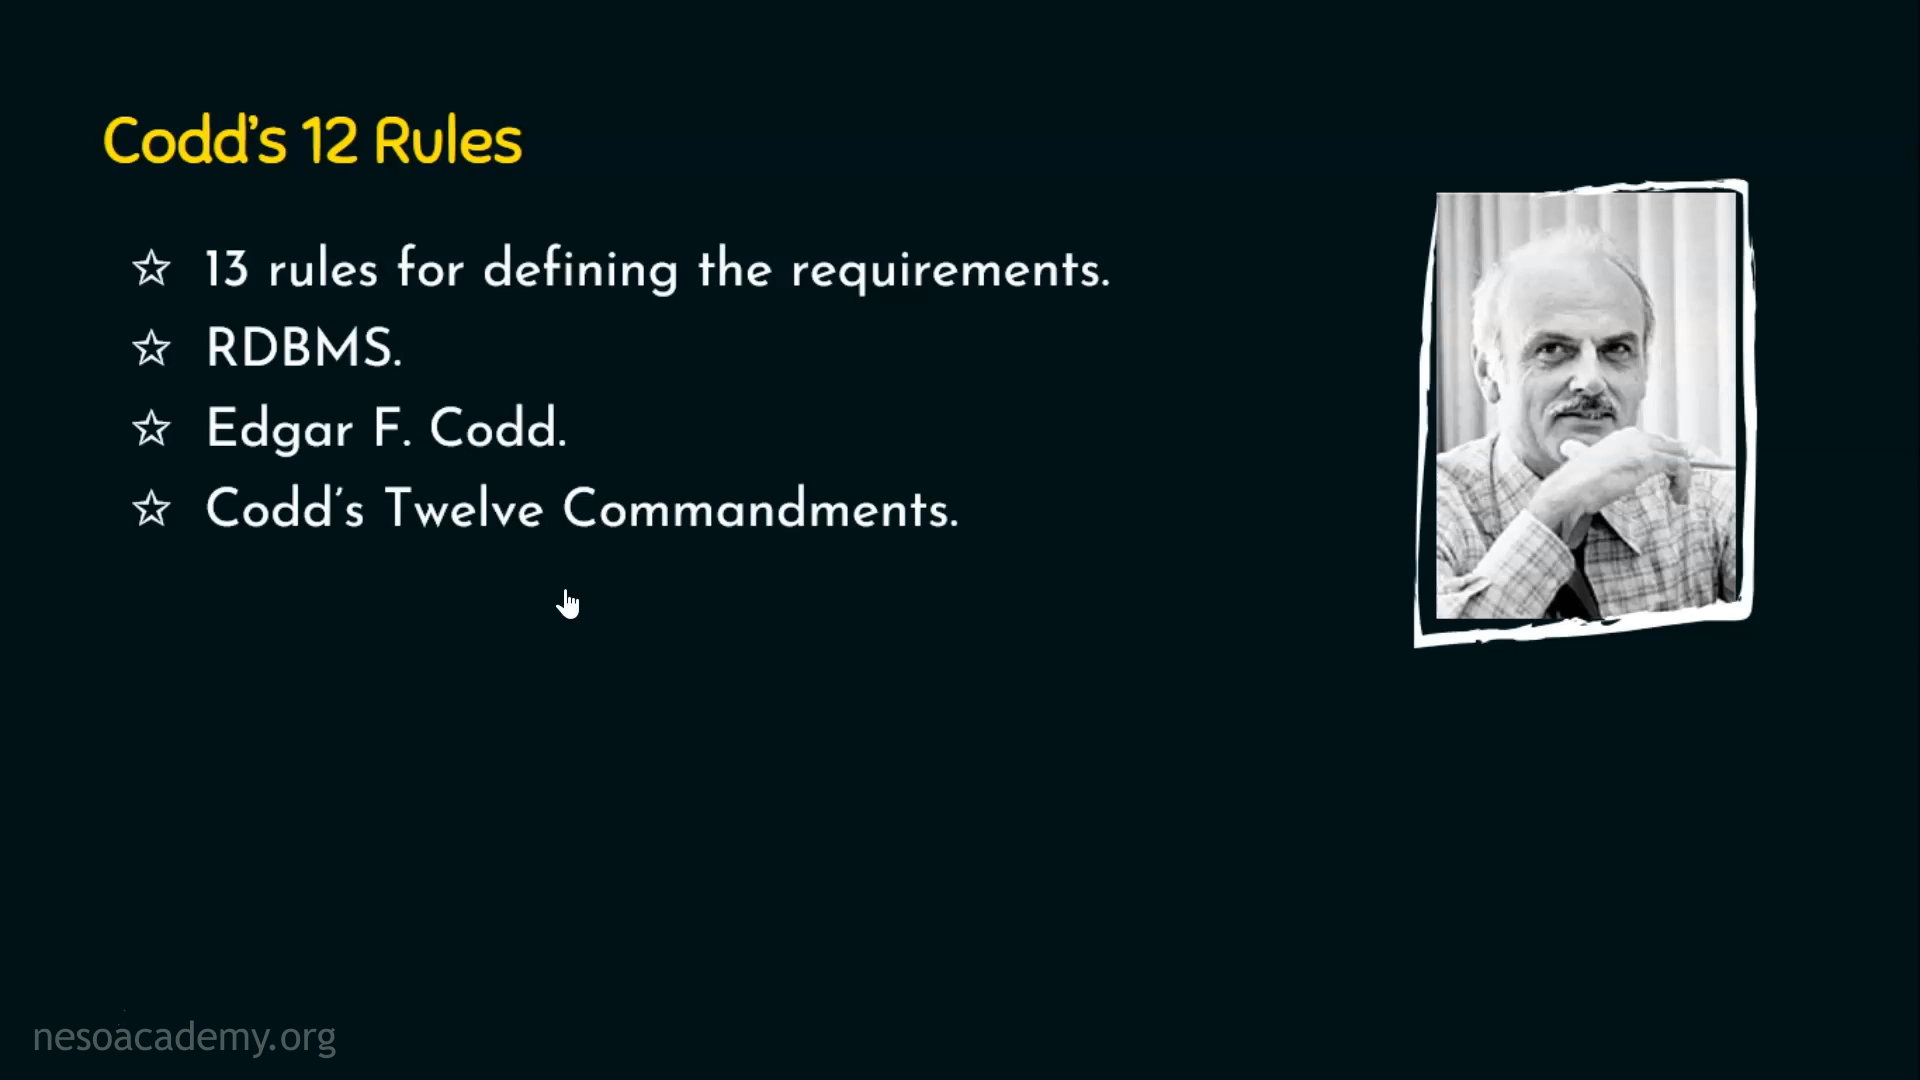 Codd's 12 Rules
☆ 13 rules for defining the requirements.
☆ RDBMS.
☆ Edgar F. Codd.
☆ Codd's Twelve Commandments.
nesoacademy.org